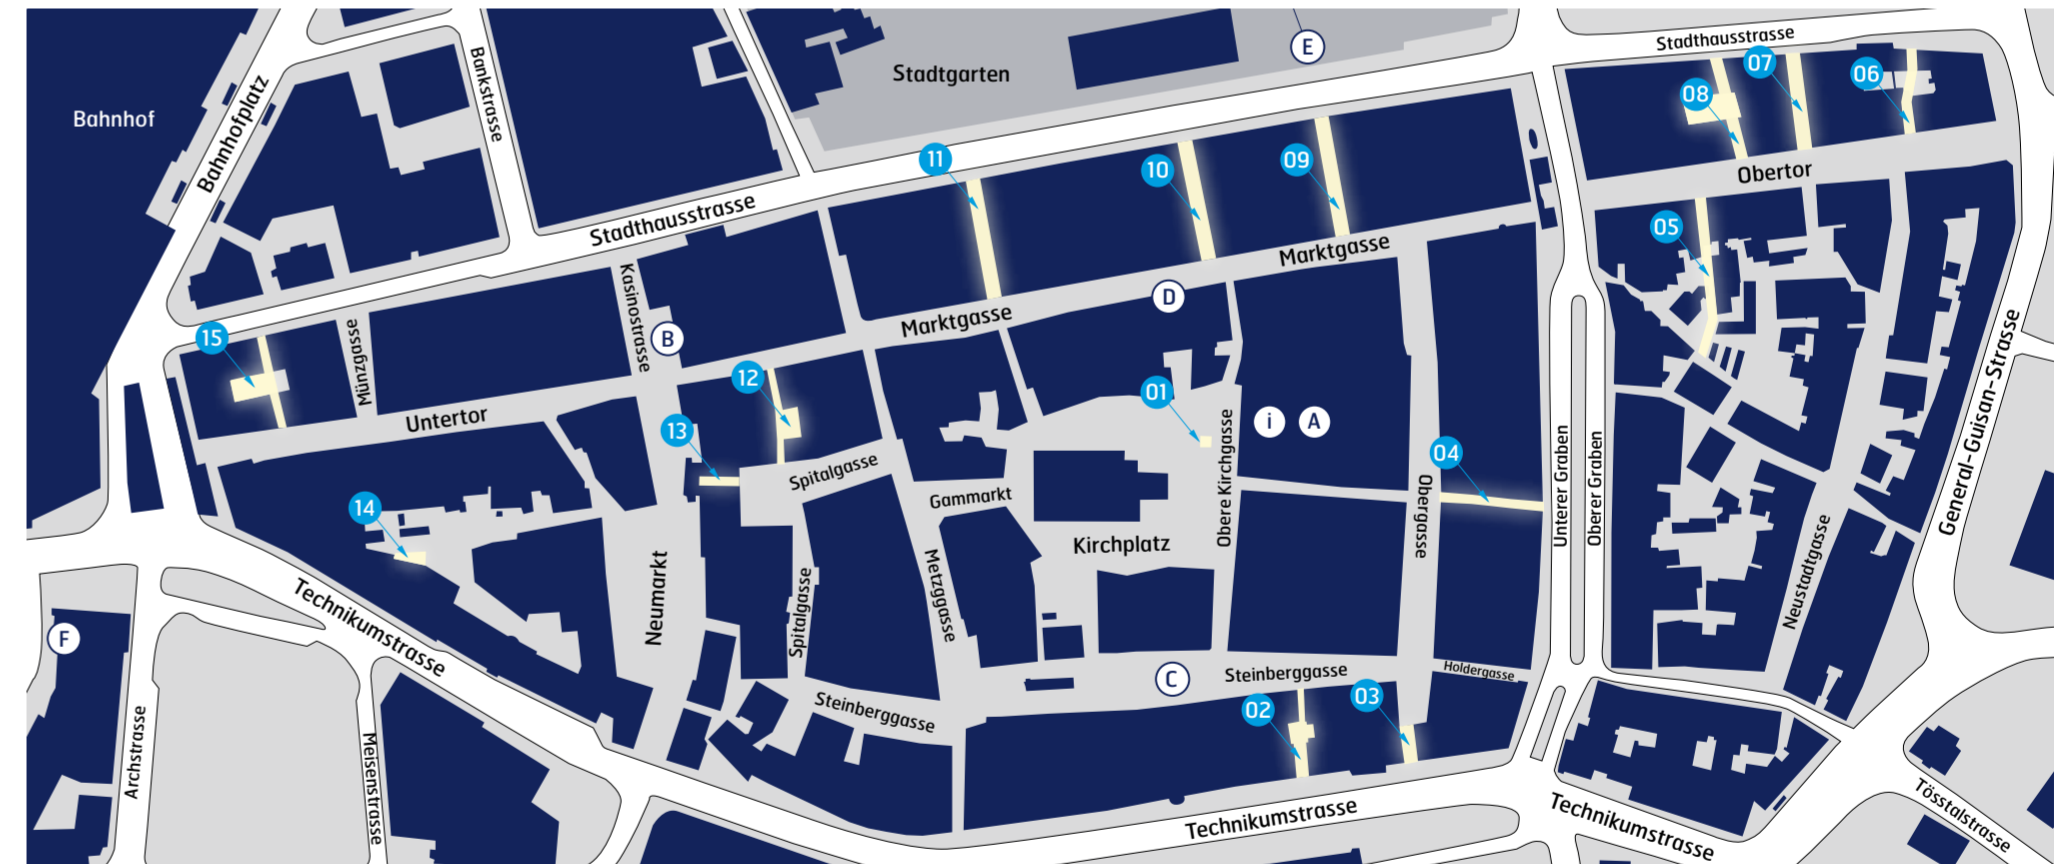 Stadthausstrasse
E
07
06
Stadtgarten
08
Bankstrasse
Bahnhof
Bahnhofplatz
11
10
09
Obertor
Stadthausstrasse
05
Marktgasse
Kasinostrasse
D
Marktgasse
15
B
Münzgasse
12
01
General-Guisan-Strasse
Untertor
i
A
13
Obere Kirchgasse
04
Spitalgasse
Unterer Graben
Oberer Graben
Gammarkt
Obergasse
14
Kirchplatz
Neumarkt
Metzggasse
Neustadtgasse
Technikumstrasse
Spitalgasse
F
Steinberggasse
Holdergasse
C
03
02
Steinberggasse
Archstrasse
Meisenstrasse
Technikumstrasse
Technikumstrasse
Tösstalstrasse